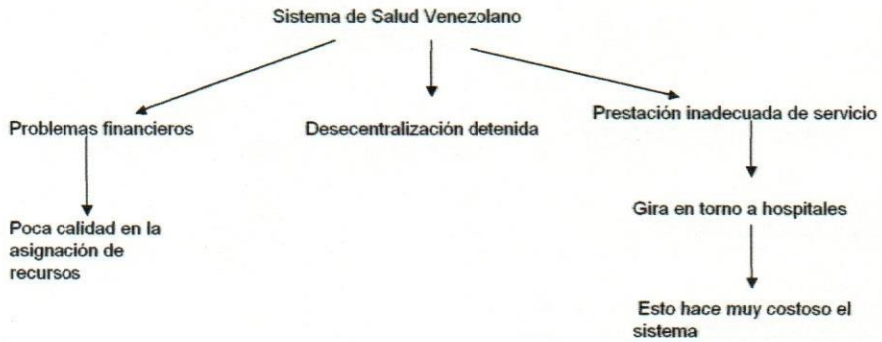 Sistema de Salud Venezolano
Problemas financieros
Desecentralización detenida
Prestación inadecuada de servicio
Poca calidad en la
asignación de
recursos
Gira en torno a hospitales
Esto hace muy costoso el
sistema